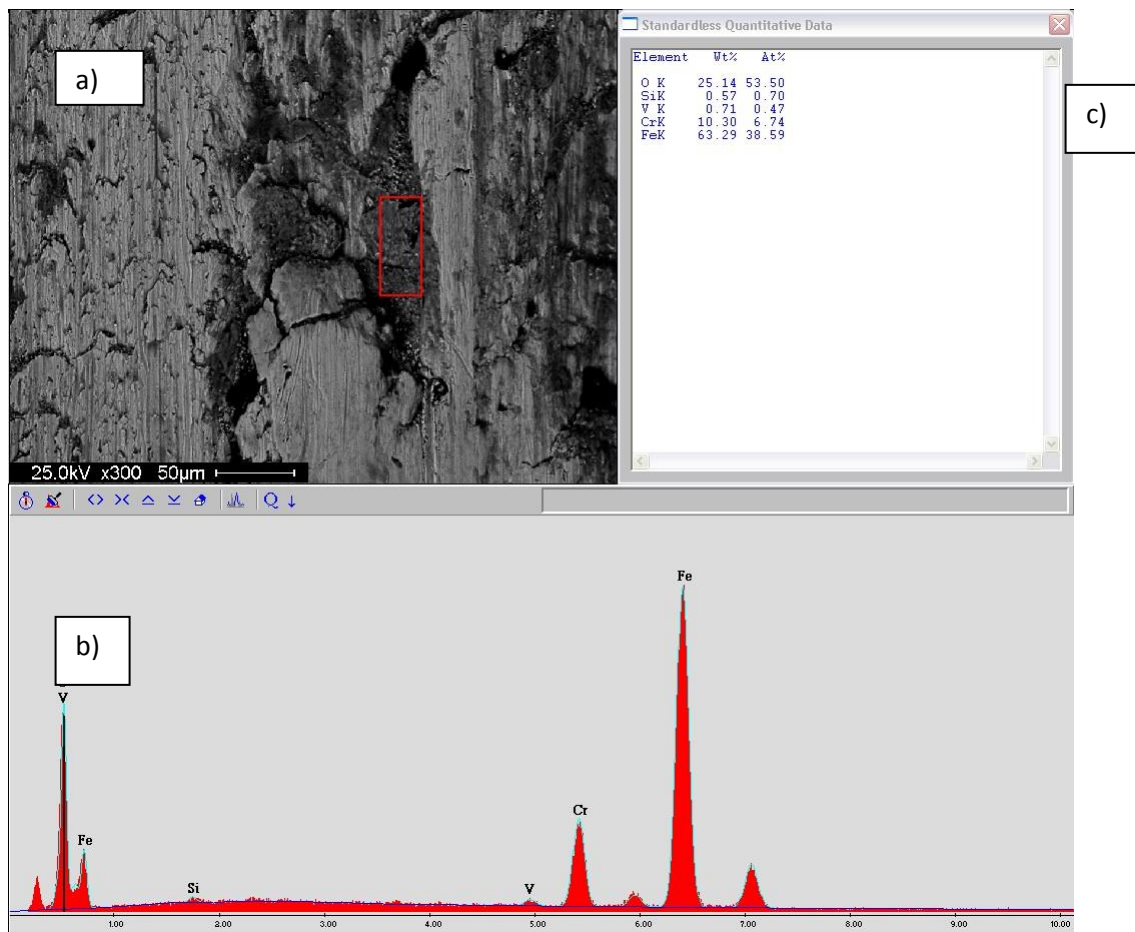 a)
Standardless Quantitative Data
Element Wt% At%
O K 25.14 53.50
SiK 0.57 0.70
V K 0.71 0.47
CrK 10.30 6.74
FeK 63.29 38.59
c)
25.0kV x300 50µm
Q
b)
V
Fe
Si
V
Cr
Fe
1.00 2.00 3.00 4.00 5.00 6.00 7.00 8.00 9.00 10.00